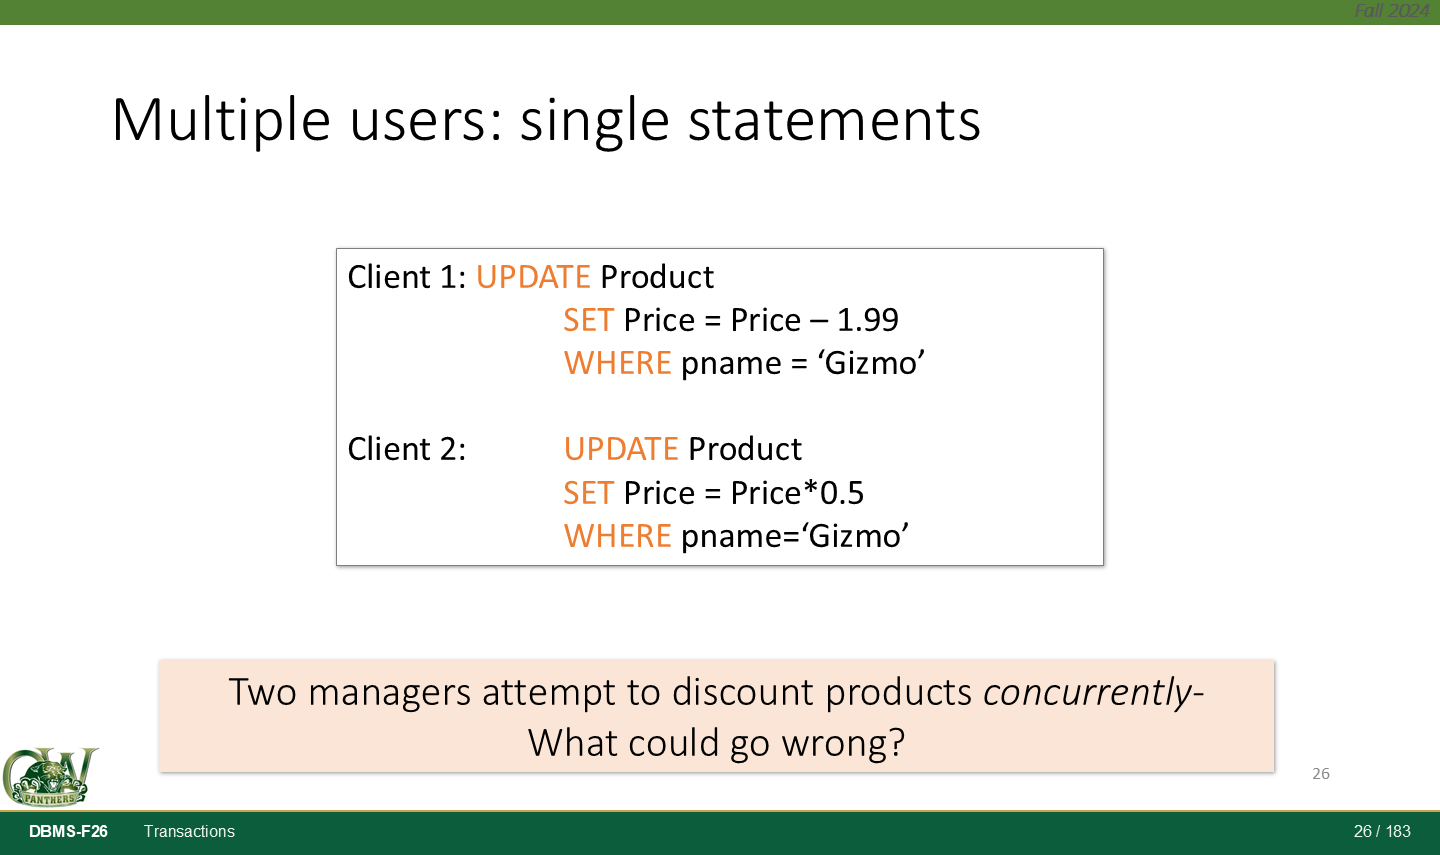 Fall 2024
Multiple users: single statements
Client 1: UPDATE Product
SET Price = Price – 1.99
WHERE pname = ‘Gizmo’
Client 2: UPDATE Product
SET Price = Price*0.5
WHERE pname=‘Gizmo’
Two managers attempt to discount products concurrently-
What could go wrong?
26
OW
PANTHERS
DBMS-F26 Transactions 26 / 183